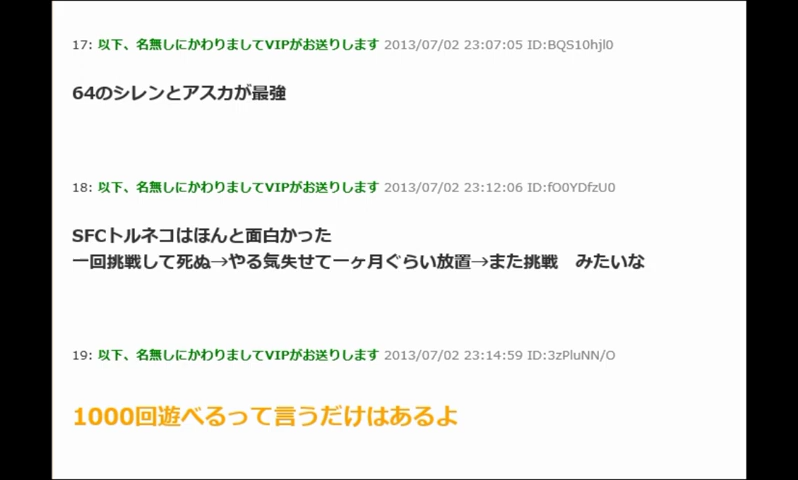 17: 以下、名無しにかわりましてVIPがお送りします 2013/07/02 23:07:05 ID:BQS10hjl0
64のシレンとアスカが最強
18: 以下、名無しにかわりましてVIPがお送りします 2013/07/02 23:12:06 ID:fO0YDfzU0
SFCトルネコはほんと面白かった
一回挑戦して死ぬ→やる気失せて一ヶ月ぐらい放置→また挑戦　みたいな
19: 以下、名無しにかわりましてVIPがお送りします 2013/07/02 23:14:59 ID:3zPluNN/O
1000回遊べるって言うだけはあるよ